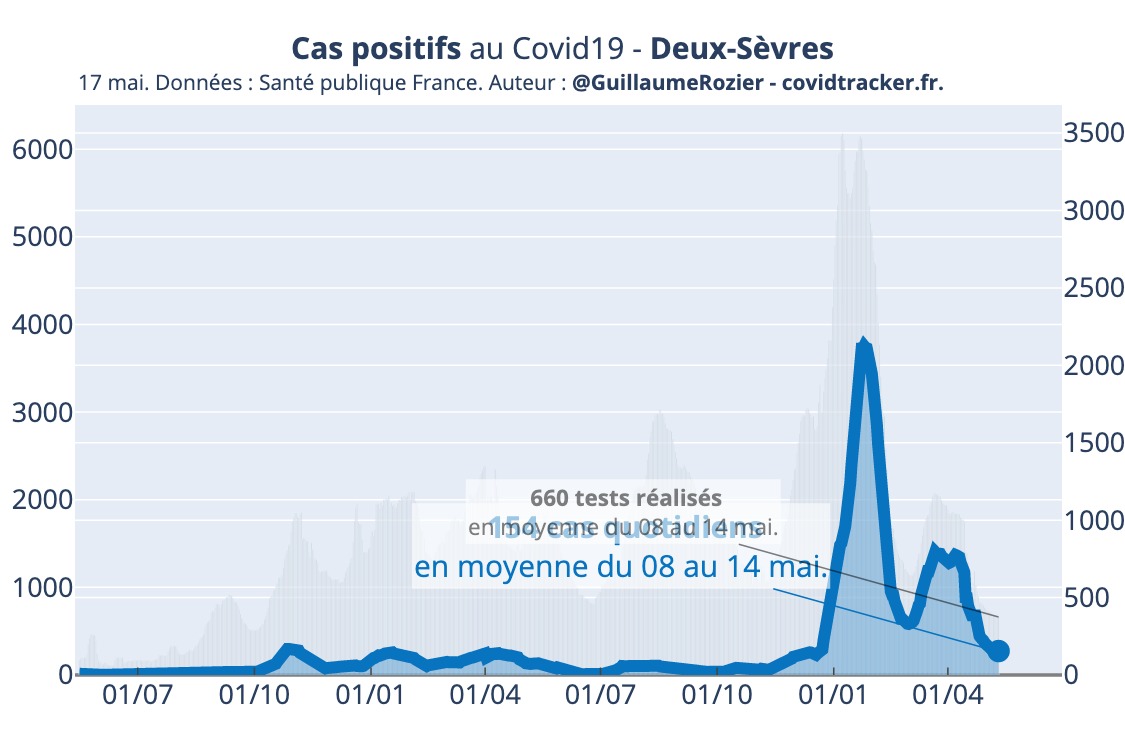 Cas positifs au Covid19 - Deux-Sèvres
17 mai. Données : Santé publique France. Auteur : @GuillaumeRozier - covidtracker.fr.
6000
5000
4000
3000
2000
1000
0
3500
3000
2500
2000
1500
1000
500
0
660 tests réalisés
en moyenne du 08 au 14 mai.
154 cas quotidiens
en moyenne du 08 au 14 mai.
01/07 01/10 01/01 01/04 01/07 01/10 01/01 01/04